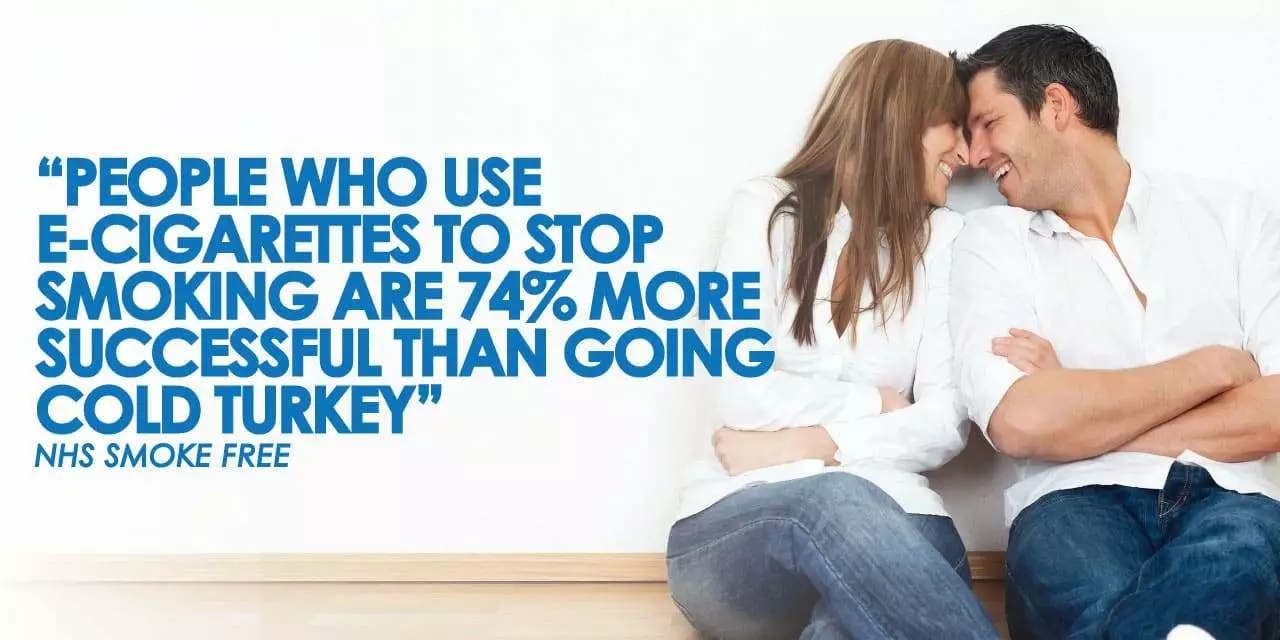 “PEOPLE WHO USE
E-CIGARETTES TO STOP
SMOKING ARE 74% MORE
SUCCESSFUL THAN GOING
COLD TURKEY”
NHS SMOKE FREE